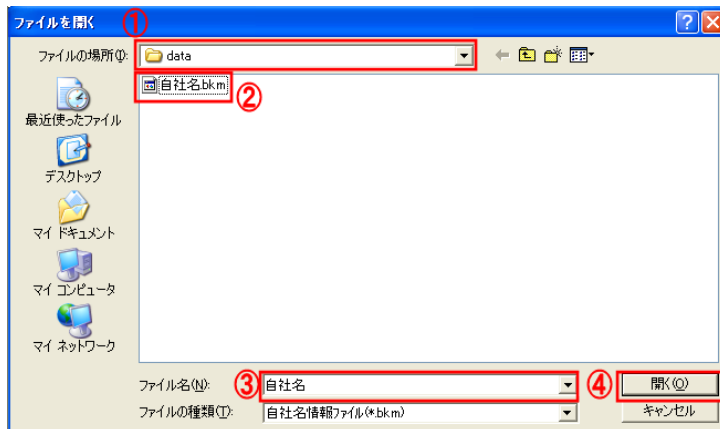 ファイルを開く
①
ファイルの場所(I):
data
自社名.bkm
②
最近使ったファイル
デスクトップ
マイ ドキュメント
マイ コンピュータ
マイ ネットワーク
ファイル名(N):
③
自社名
④
開く(O)
ファイルの種類(T):
自社名情報ファイル(*.bkm)
キャンセル